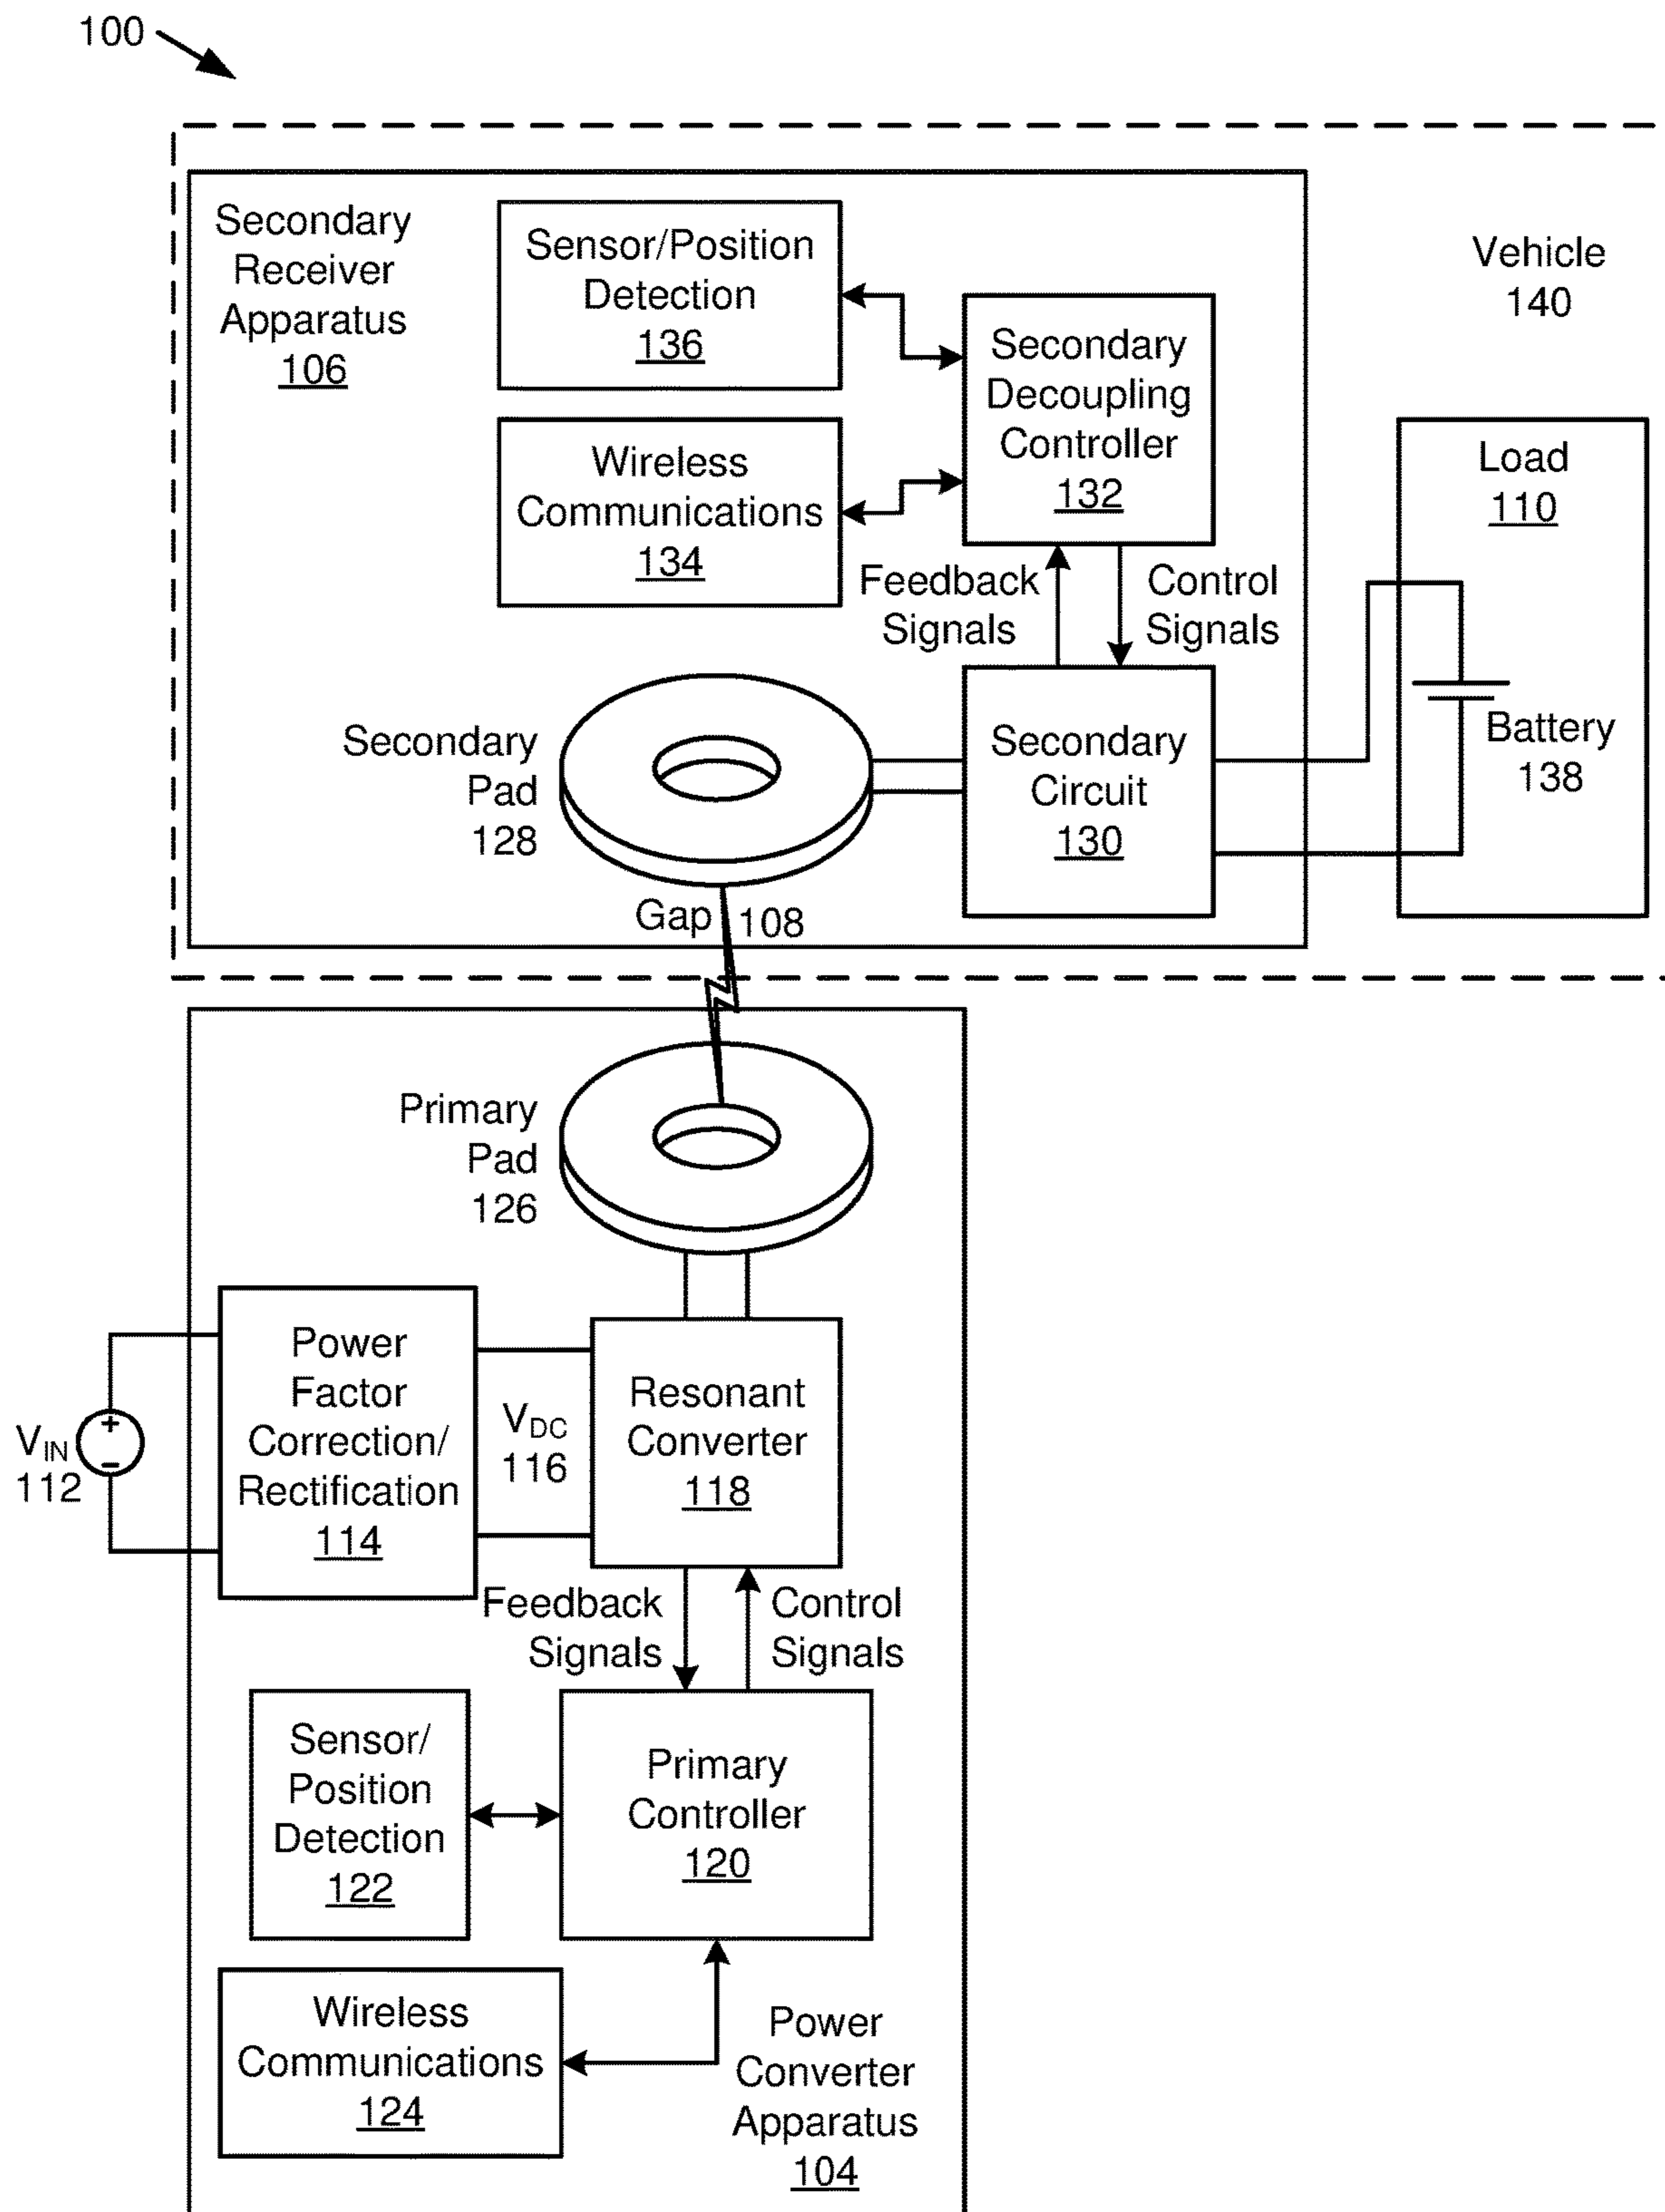 100
Secondary
Receiver
Apparatus
106
Sensor/Position
Detection
136
Wireless
Communications
134
Secondary
Decoupling
Controller
132
Vehicle
140
Load
110
Feedback
Signals
Control
Signals
Secondary
Pad
128
Secondary
Circuit
130
Battery
138
Gap 108
Primary
Pad
126
Power
Factor
Correction/
Rectification
114
+
−
VIN
112
VDC
116
Resonant
Converter
118
Feedback
Signals
Control
Signals
Sensor/
Position
Detection
122
Primary
Controller
120
Wireless
Communications
124
Power
Converter
Apparatus
104